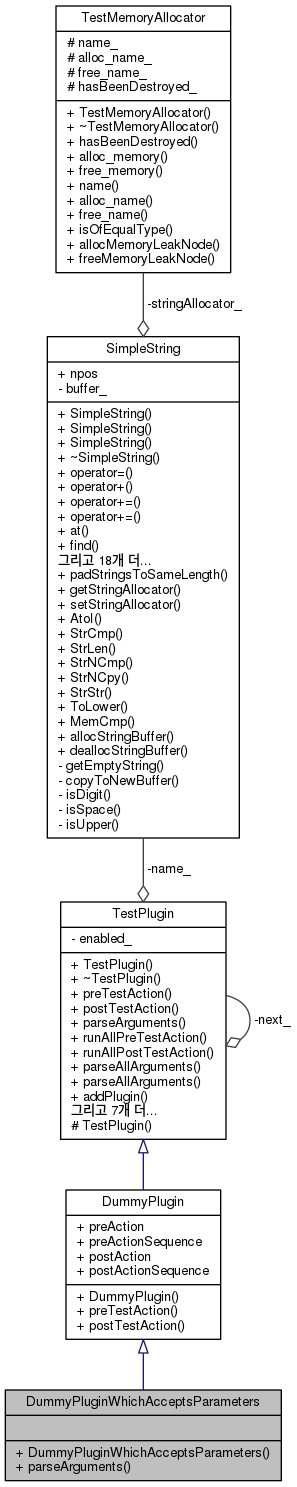 TestMemoryAllocator
# name_
# alloc_name_
# free_name_
# hasBeenDestroyed_
+ TestMemoryAllocator()
+ ~TestMemoryAllocator()
+ hasBeenDestroyed()
+ alloc_memory()
+ free_memory()
+ name()
+ alloc_name()
+ free_name()
+ isOfEqualType()
+ allocMemoryLeakNode()
+ freeMemoryLeakNode()
-stringAllocator_
SimpleString
+ npos
- buffer_
+ SimpleString()
+ SimpleString()
+ SimpleString()
+ ~SimpleString()
+ operator=()
+ operator+()
+ operator+=()
+ operator+=()
+ at()
+ find()
그리고 18개 더...
+ padStringsToSameLength()
+ getStringAllocator()
+ setStringAllocator()
+ AtoI()
+ StrCmp()
+ StrLen()
+ StrNCmp()
+ StrNCpy()
+ StrStr()
+ ToLower()
+ MemCmp()
+ allocStringBuffer()
+ deallocStringBuffer()
- getEmptyString()
- copyToNewBuffer()
- isDigit()
- isSpace()
- isUpper()
-name_
TestPlugin
- enabled_
+ TestPlugin()
+ ~TestPlugin()
+ preTestAction()
+ postTestAction()
+ parseArguments()
+ runAllPreTestAction()
+ runAllPostTestAction()
+ parseAllArguments()
+ parseAllArguments()
+ addPlugin()
그리고 7개 더...
# TestPlugin()
-next_
DummyPlugin
+ preAction
+ preActionSequence
+ postAction
+ postActionSequence
+ DummyPlugin()
+ preTestAction()
+ postTestAction()
DummyPluginWhichAcceptsParameters
+ DummyPluginWhichAcceptsParameters()
+ parseArguments()